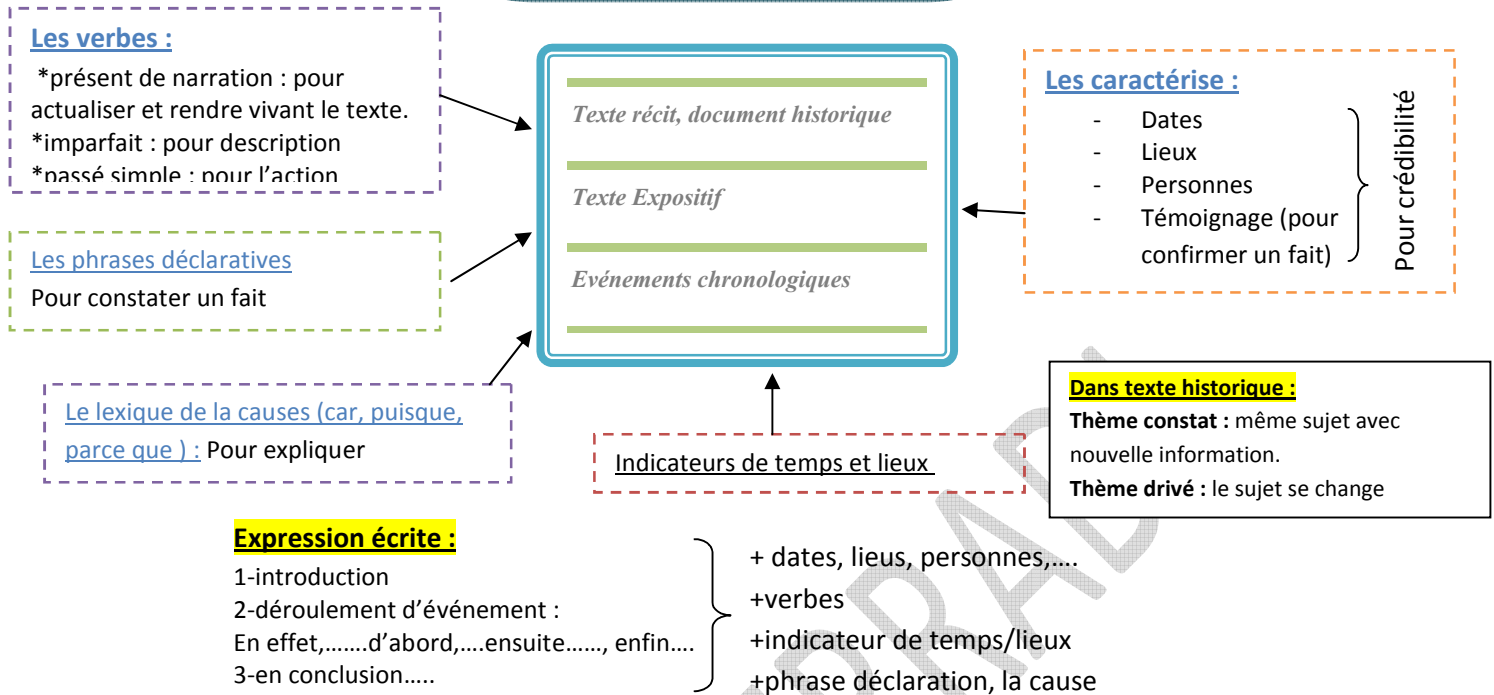 Les verbes :
*présent de narration : pour
actualiser et rendre vivant le texte.
*imparfait : pour description
*passé simple : pour l'action
Les phrases déclaratives
Pour constater un fait
Le lexique de la causes (car, puisque,
parce que ) : Pour expliquer
Texte récit, document historique
Texte Expositif
Evénements chronologiques
Indicateurs de temps et lieux
Les caractérise :
- Dates
- Lieux
- Personnes
- Témoignage (pour
confirmer un fait)
Pour crédibilité
Dans texte historique :
Thème constat : même sujet avec
nouvelle information.
Thème drivé : le sujet se change
Expression écrite :
1-introduction
2-déroulement d'événement :
En effet,.......d'abord,....ensuite......, enfin....
3-en conclusion.....
+ dates, lieus, personnes,....
+verbes
+indicateur de temps/lieux
+phrase déclaration, la cause